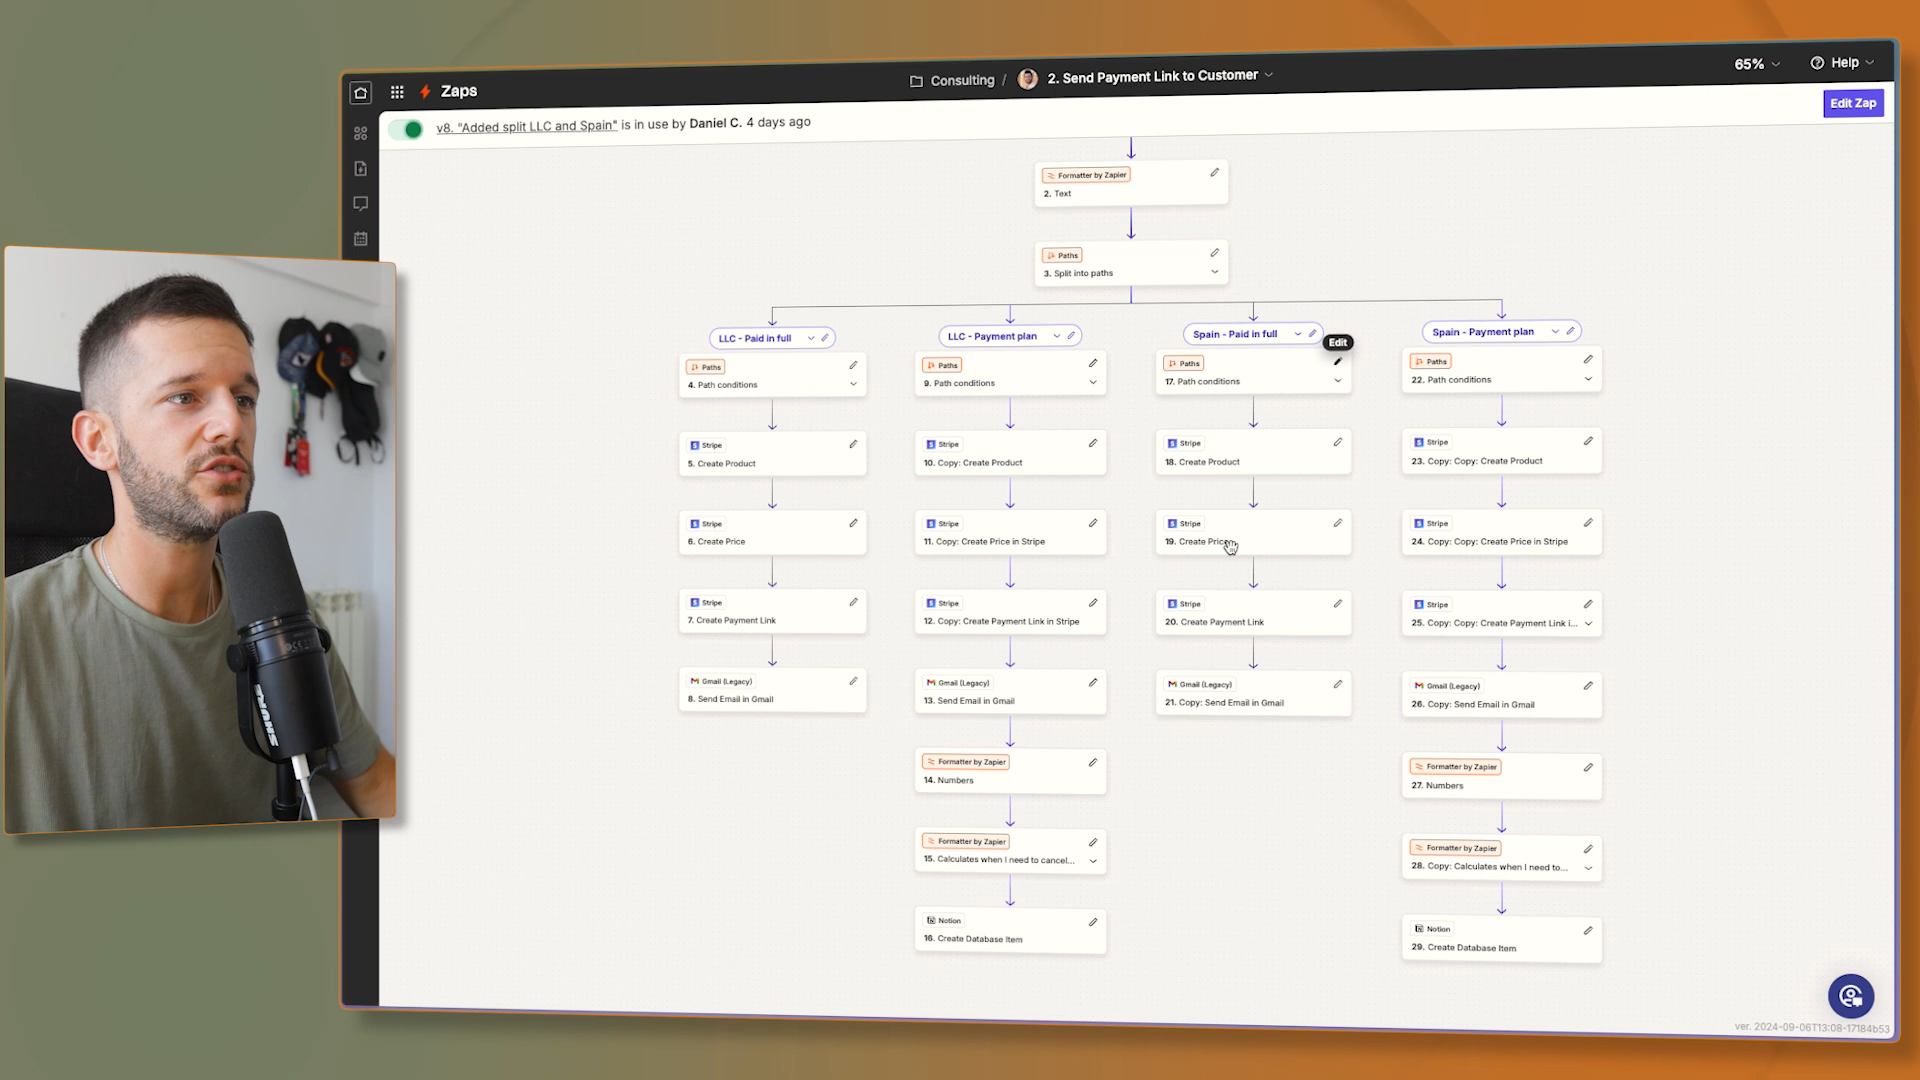 Zaps
Consulting / 2. Send Payment Link to Customer
65%
Help
v8. "Added split LLC and Spain" is in use by Daniel C. 4 days ago
Edit Zap
Formatter by Zapier
2. Text
Paths
3. Split into paths
LLC - Paid in full
Paths
4. Path conditions
Stripe
5. Create Product
Stripe
6. Create Price
Stripe
7. Create Payment Link
Gmail (Legacy)
8. Send Email in Gmail
LLC - Payment plan
Paths
9. Path conditions
Stripe
10. Copy: Create Product
Stripe
11. Copy: Create Price in Stripe
Stripe
12. Copy: Create Payment Link in Stripe
Gmail (Legacy)
13. Send Email in Gmail
Formatter by Zapier
14. Numbers
Formatter by Zapier
15. Calculates when I need to cancel...
Notion
16. Create Database Item
Spain - Paid in full
Edit
Paths
17. Path conditions
Stripe
18. Create Product
Stripe
19. Create Price
Stripe
20. Create Payment Link
Gmail (Legacy)
21. Copy: Send Email in Gmail
Spain - Payment plan
Paths
22. Path conditions
Stripe
23. Copy: Copy: Create Product
Stripe
24. Copy: Copy: Create Price in Stripe
Stripe
25. Copy: Copy: Create Payment Link i...
Gmail (Legacy)
26. Copy: Send Email in Gmail
Formatter by Zapier
27. Numbers
Formatter by Zapier
28. Copy: Calculates when I need to...
Notion
29. Create Database Item
SHURE
ver. 2024-09-06T13:08-17184b53